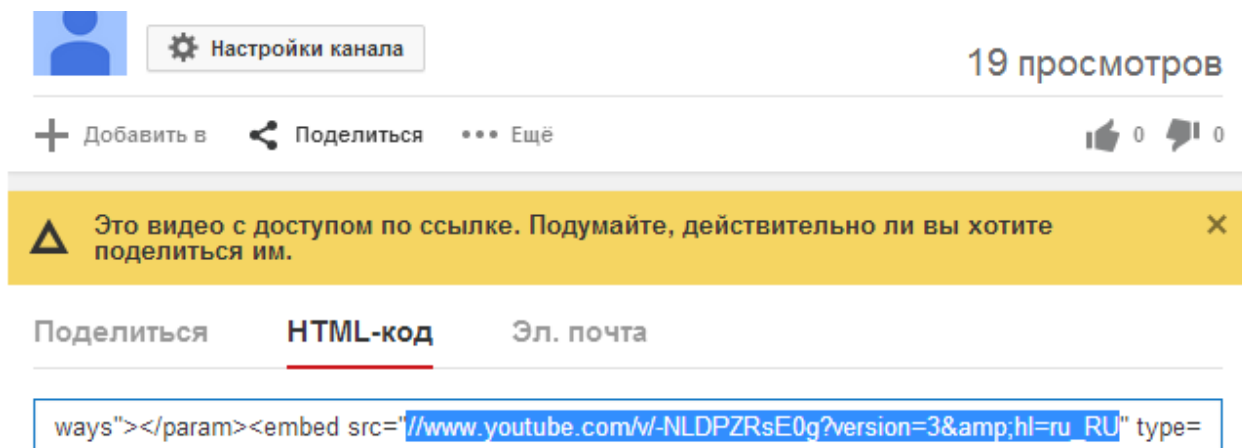 Настройки канала
19 просмотров
Добавить в Поделиться ••• Ещё 0 0
Это видео с доступом по ссылке. Подумайте, действительно ли вы хотите
поделиться им.
Поделиться HTML-код Эл. почта
ways"></param><embed src="//www.youtube.com/v/-NLDPZRsE0g?version=3&amp;hl=ru_RU" type=